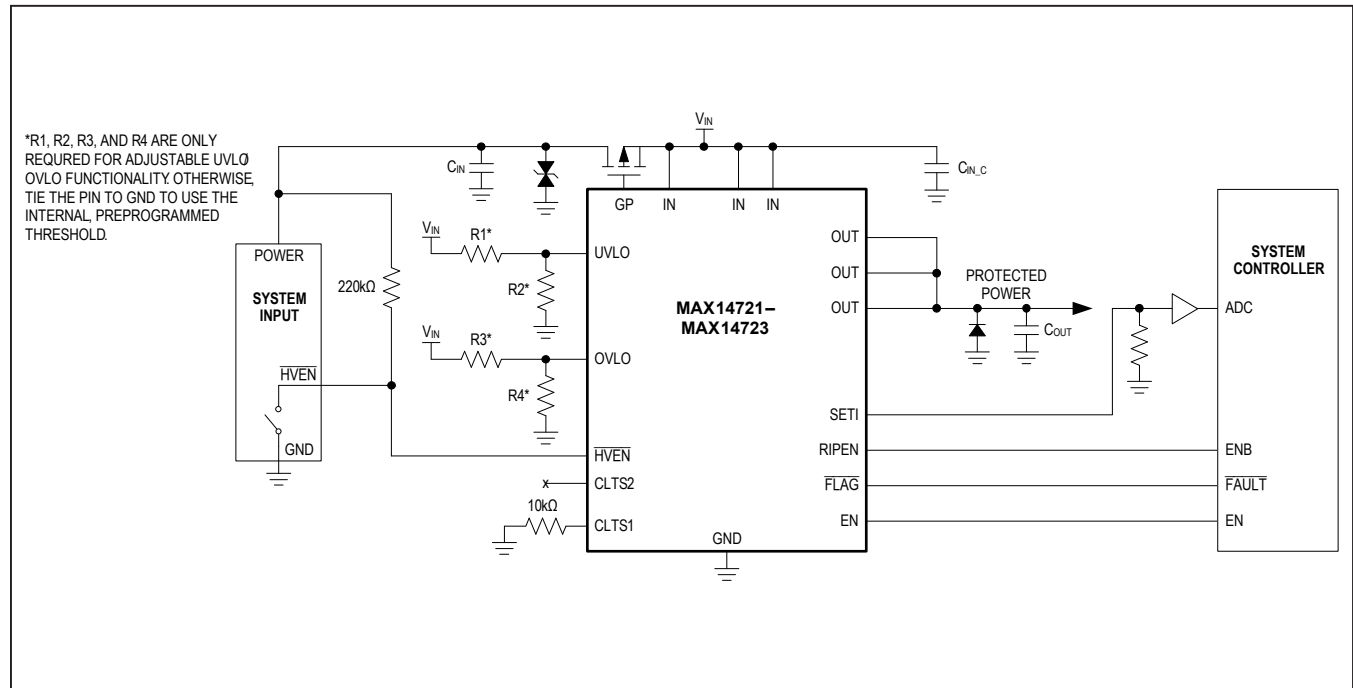 *R1, R2, R3, AND R4 ARE ONLY
REQURED FOR ADJUSTABLE UVLO
OVLO FUNCTIONALITY. OTHERWISE,
TIE THE PIN TO GND TO USE THE
INTERNAL, PREPROGRAMMED
THRESHOLD.
VIN
CIN
CIN_C
GP
IN
IN
IN
POWER
SYSTEM
INPUT
220kΩ
HVEN
GND
VIN
R1*
R2*
UVLO
VIN
R3*
R4*
OVLO
HVEN
x
CLTS2
10kΩ
CLTS1
MAX14721–
MAX14723
GND
OUT
OUT
OUT
SETI
RIPEN
FLAG
EN
PROTECTED
POWER
COUT
SYSTEM
CONTROLLER
ADC
ENB
FAULT
EN